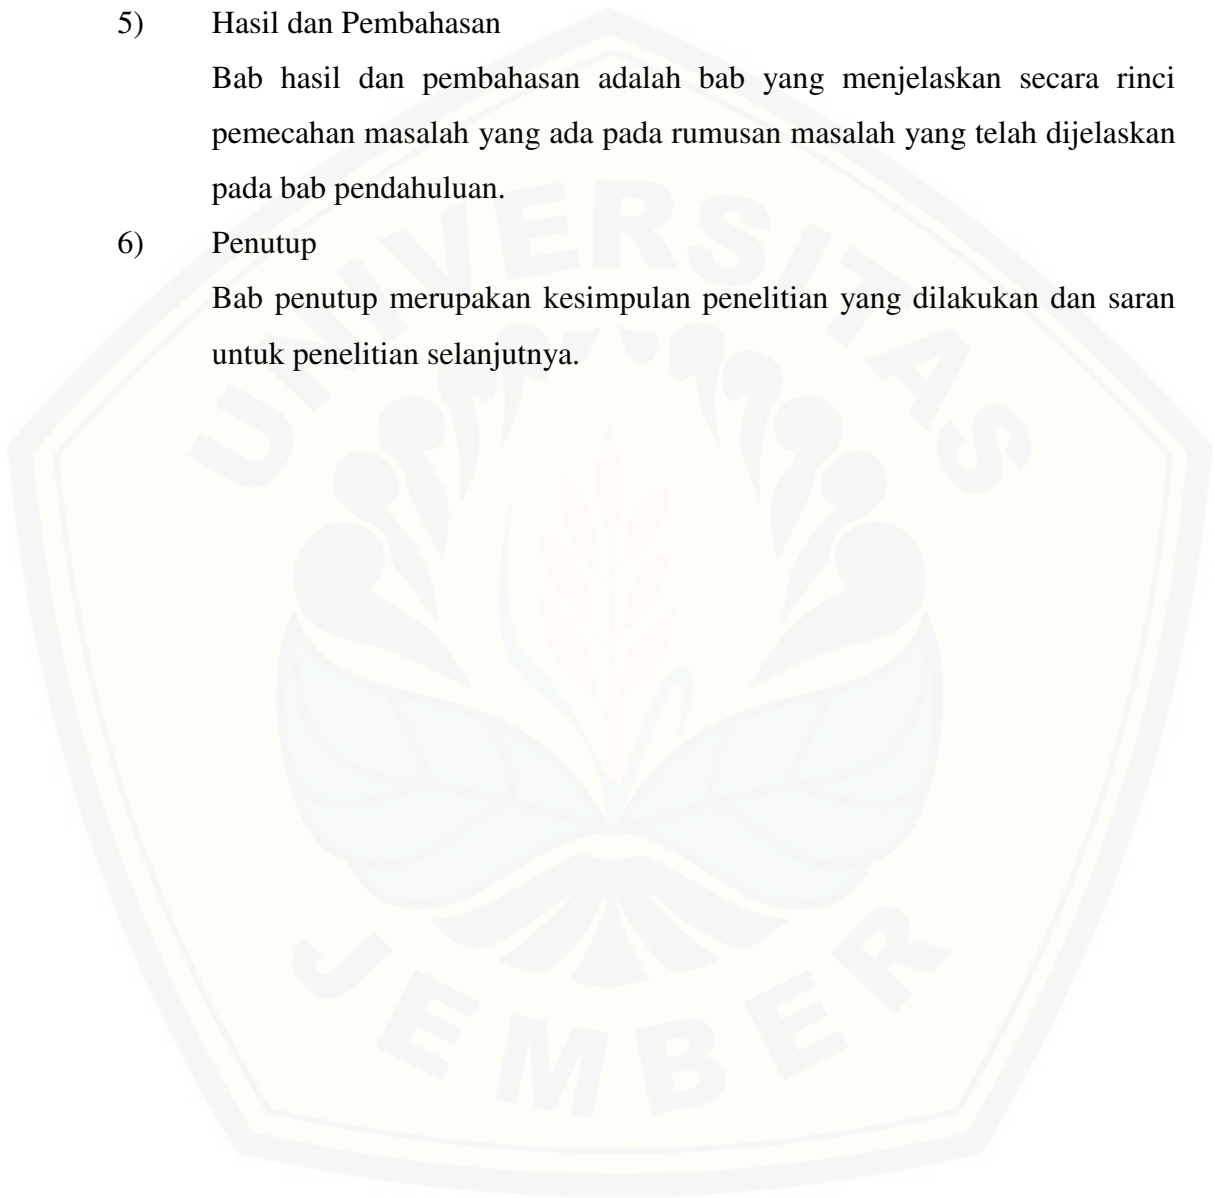 5) Hasil dan Pembahasan
Bab hasil dan pembahasan adalah bab yang menjelaskan secara rinci
pemecahan masalah yang ada pada rumusan masalah yang telah dijelaskan
pada bab pendahuluan.
6) Penutup
Bab penutup merupakan kesimpulan penelitian yang dilakukan dan saran
untuk penelitian selanjutnya.
UNIVERSITAS
JEMBER